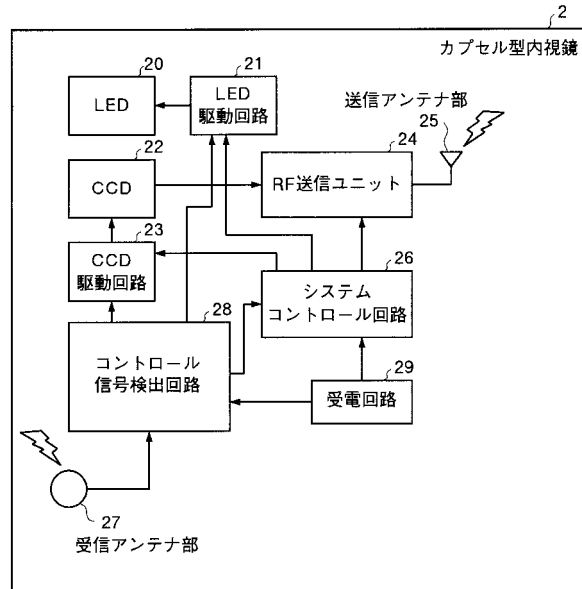 2
カプセル型内視鏡
20
LED
21
LED
駆動回路
送信アンテナ部
25
22
CCD
24
RF送信ユニット
23
CCD
駆動回路
26
システム
コントロール回路
28
コントロール
信号検出回路
29
受電回路
27
受信アンテナ部